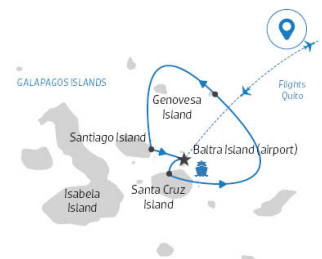 GALAPAGOS ISLANDS
Flights
Quito
Genovesa
Island
Santiago Island
Baltra Island (airport)
Isabela
Island
Santa Cruz
Island